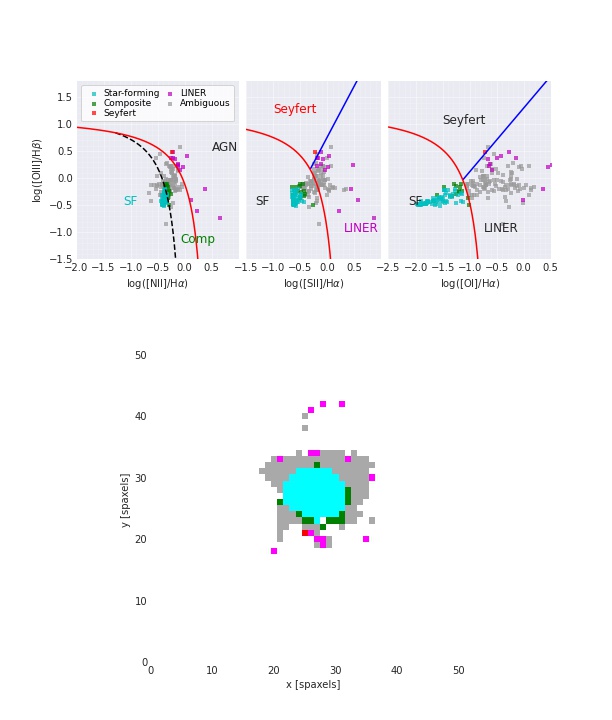 Star-forming
Composite
Seyfert
LINER
Ambiguous
AGN
SF
Comp
Seyfert
SF
LINER
Seyfert
SF
LINER
1.5
1.0
0.5
0.0
−0.5
−1.0
−1.5
log([OIII]/Hβ)
−2.0 −1.5 −1.0 −0.5 0.0 0.5
log([NII]/Hα)
−1.5 −1.0 −0.5 0.0 0.5
log([SII]/Hα)
−2.5 −2.0 −1.5 −1.0 −0.5 0.0 0.5
log([OI]/Hα)
50
40
30
20
10
0
y [spaxels]
0 10 20 30 40 50
x [spaxels]